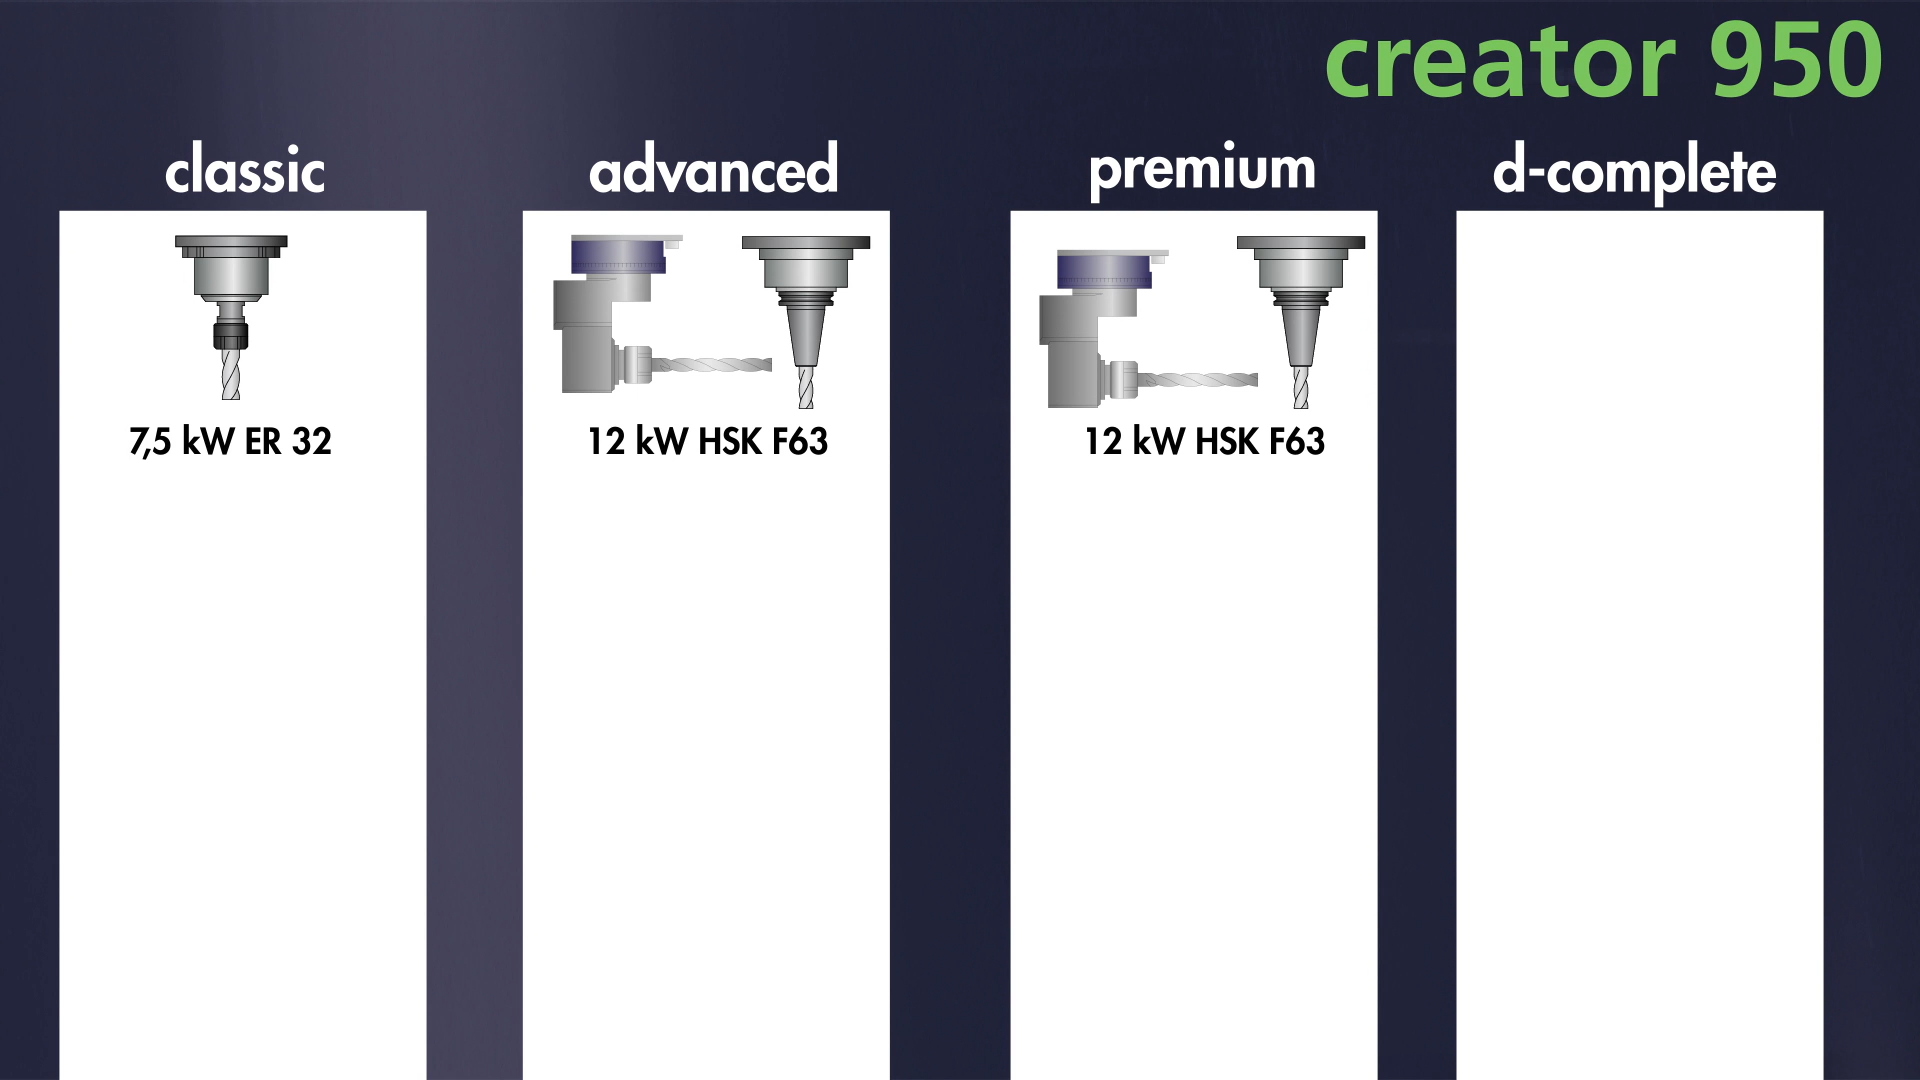 creator 950
classic
advanced
premium
d-complete
7,5 kW ER 32
12 kW HSK F63
12 kW HSK F63